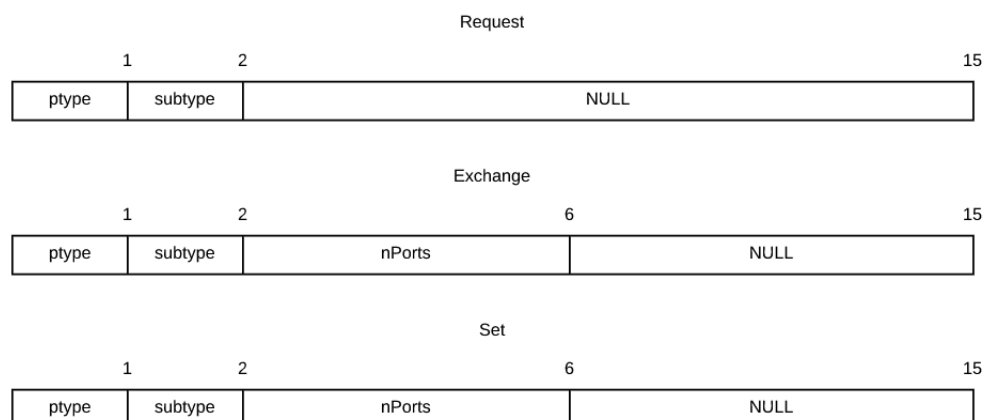 Request
1 2 15
ptype subtype NULL
Exchange
1 2 6 15
ptype subtype nPorts NULL
Set
1 2 6 15
ptype subtype nPorts NULL